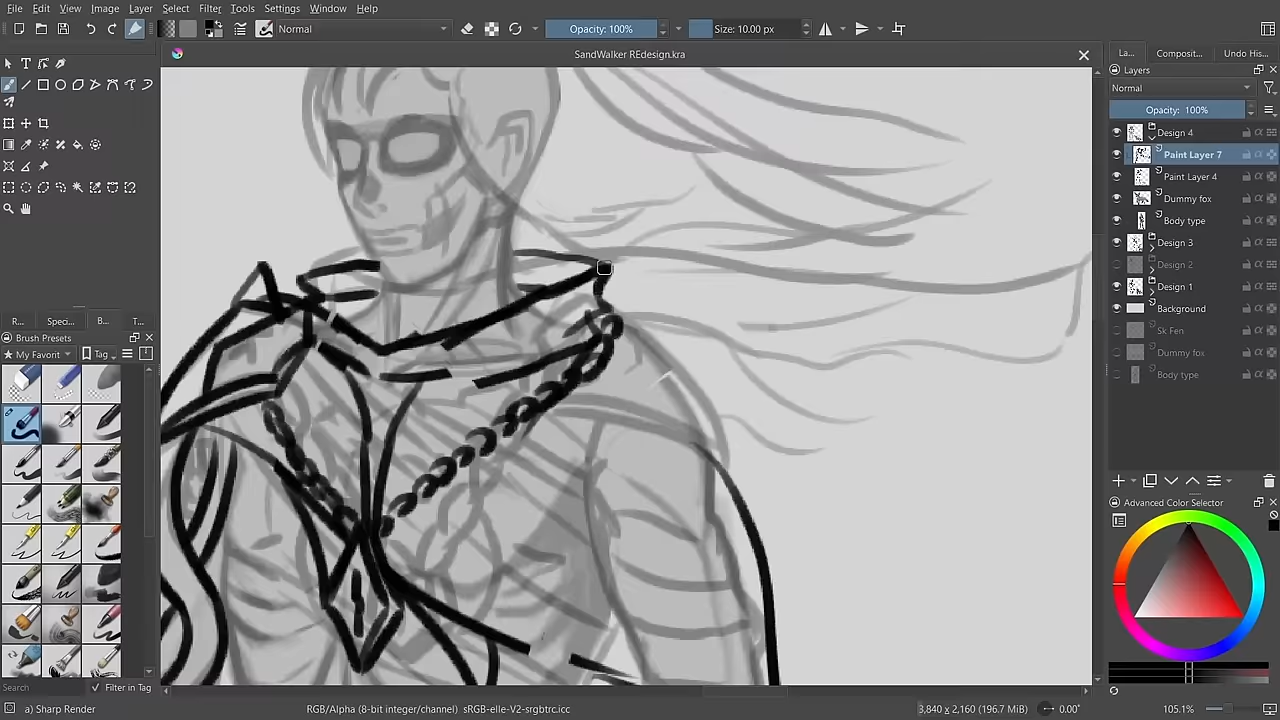 File Edit View Image Layer Select Filter Tools Settings Window Help
Normal Opacity: 100% Size: 10.00 px
SandWalker REdesign.kra
La... Composit... Undo His...
Layers
Normal
Opacity: 100%
Design 4
Paint Layer 7
Paint Layer 4
Dummy fox
Body type
Design 3
Design 2
Design 1
Background
Sk Fen
Dummy fox
Body type
R... Speci... B... T...
Brush Presets
My Favorit Tag
Advanced Color Selector
Search Filter in Tag
a) Sharp Render RGB/Alpha (8-bit integer/channel) sRGB-elle-V2-srgbtrc.icc 3,840 x 2,160 (196.7 MiB) 0.00° 105.1%